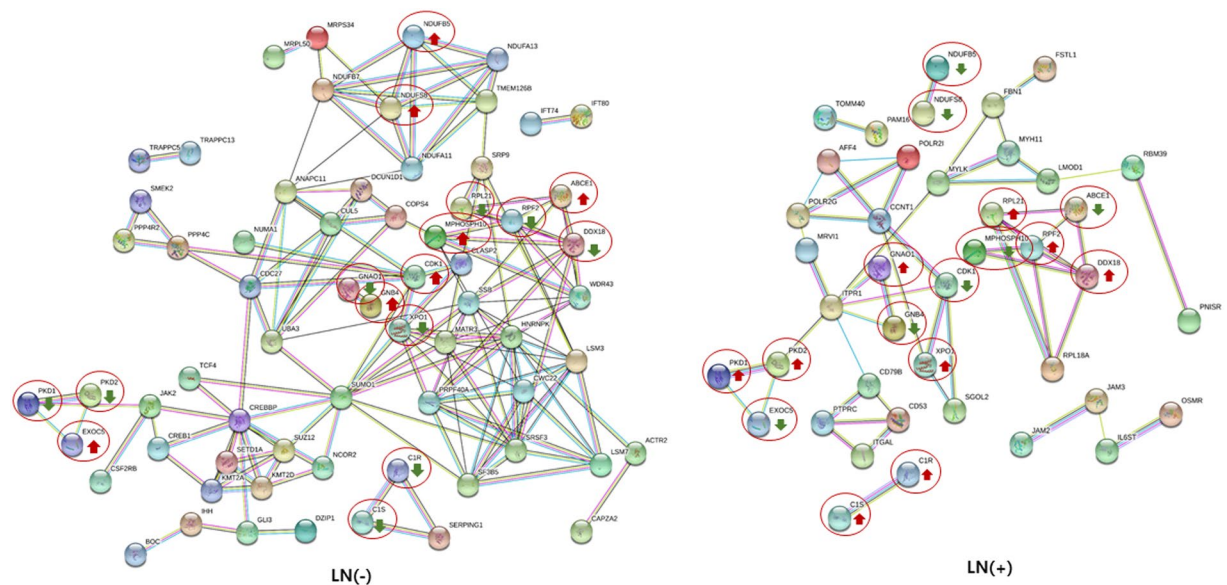 MRPS34
NDUFB5
MRPL50
NDUFA13
NDUFB7
TMEM126B
NDUFS6
IFT74
IFT80
TRAPPC13
TRAPPC5
NDUFA11
SRP9
ANAPC11
DCUN1D1
SMEK2
CUL5
COPS4
RPL21
ABCE1
RPF2
PPP4R2
PPP4C
NUMA1
MPHOSPH10
DDX18
CLASP2
CDC27
GNAO1
CDK1
GNB4
WDR43
SSB
UBA3
XPO1
MATR3
HNRNPK
LSM3
TCF4
PKD1
PKD2
SUMO1
PRPF40A
CWC22
JAK2
EXOC5
CREBBP
CREB1
SUZ12
SETD1A
SRSF3
ACTR2
CSF2RB
KMT2A
KMT2D
NCOR2
C1R
SF3B5
LSM7
IHH
GLI3
DZIP1
C1S
SERPING1
CAPZA2
BOC
LN(-)
NDUFB5
FSTL1
NDUFS6
FBN1
TOMM40
PAM16
AFF4
POLR2I
MYH11
RBM39
MYLK
LMOD1
POLR2G
CCNT1
RPL21
ABCE1
MRVI1
MPHOSPH10
RPF2
GNAO1
CDK1
DDX18
ITPR1
GNB4
PNISR
PKD1
PKD2
XPO1
RPL18A
CD79B
EXOC5
PTPRC
CD53
SGOL2
JAM3
OSMR
ITGAL
JAM2
IL6ST
C1R
C1S
LN(+)